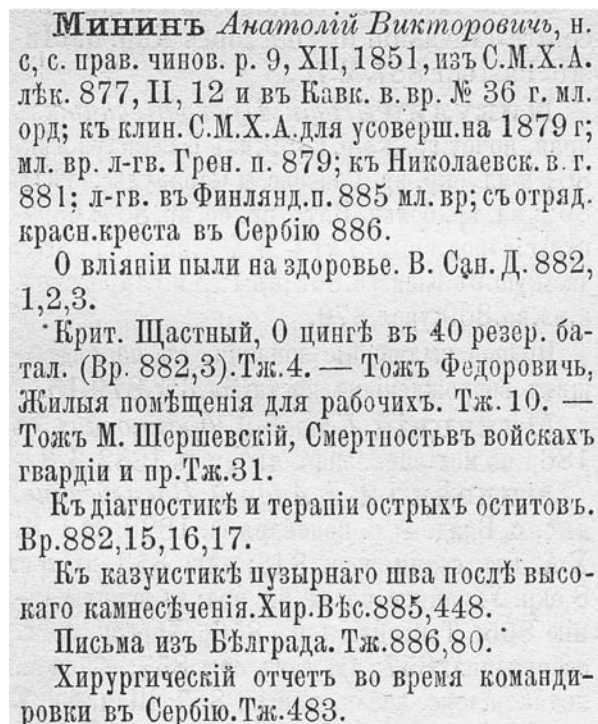 Мининъ Анатолій Викторовичъ, н.
с, с. прав. чинов. р. 9, XII, 1851, изъ С.М.Х.А.
лѣк. 877, II, 12 и въ Кавк. в. вр. № 36 г. мл.
орд; къ клин. С.М.Х.А. для усоверш. на 1879 г;
мл. вр. л-гв. Грен. п. 879; къ Николаевск. в. г.
881; л-гв. въ Финлянд. п. 885 мл. вр; съ отряд.
красн. креста въ Сербію 886.
О вліяніи пыли на здоровье. В. Сан. Д. 882,
1,2,3.
Крит. Щастный, О цингѣ въ 40 резер. ба-
тал. (Вр. 882,3). Тж. 4. — Тожъ Федоровичъ,
Жилыя помѣщенія для рабочихъ. Тж. 10. —
Тожъ М. Шершевскій, Смертностьвъ войскахъ
гвардіи и пр. Тж. 31.
Къ діагностикѣ и терапіи острыхъ оститовъ.
Вр. 882,15,16,17.
Къ казуистикѣ пузырнаго шва послѣ высо-
каго камнесѣченія. Хир. Вѣс. 885,448.
Письма изъ Бѣлграда. Тж. 886,80.
Хирургическій отчетъ во время команди-
ровки въ Сербію. Тж. 483.